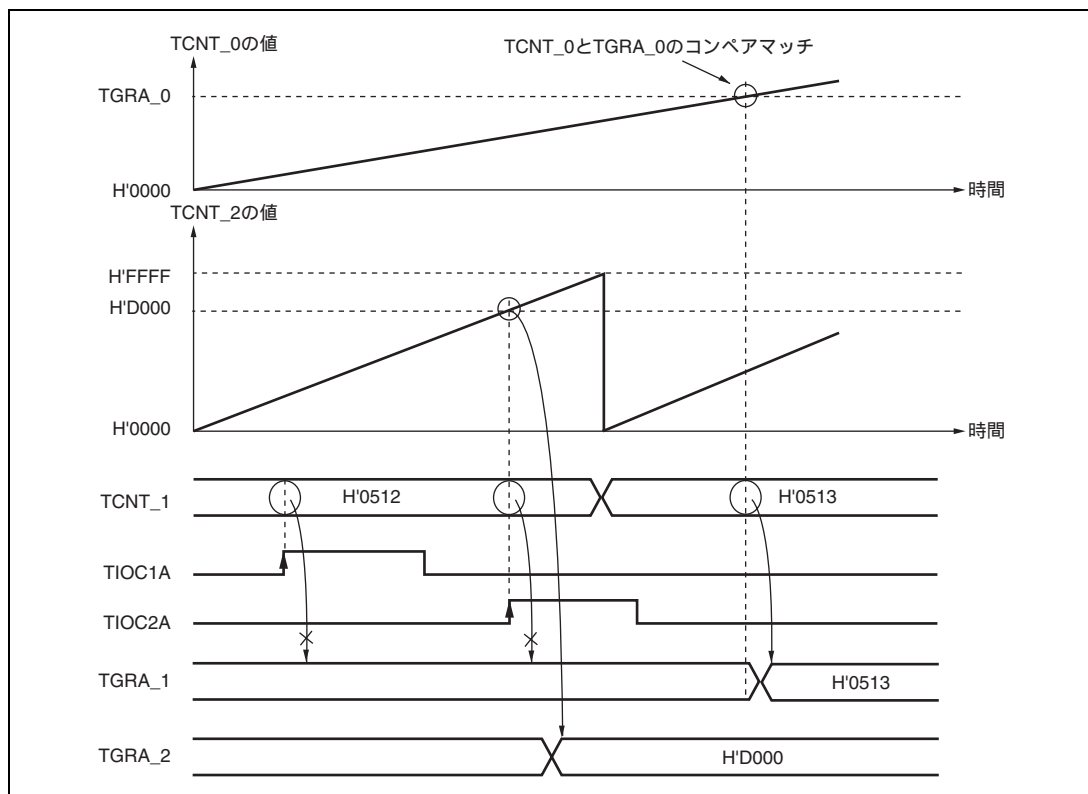 TCNT_0の値
TCNT_0とTGRA_0のコンペアマッチ
TGRA_0
H'0000
時間
TCNT_2の値
H'FFFF
H'D000
H'0000
時間
TCNT_1
H'0512
H'0513
TIOC1A
TIOC2A
TGRA_1
H'0513
TGRA_2
H'D000